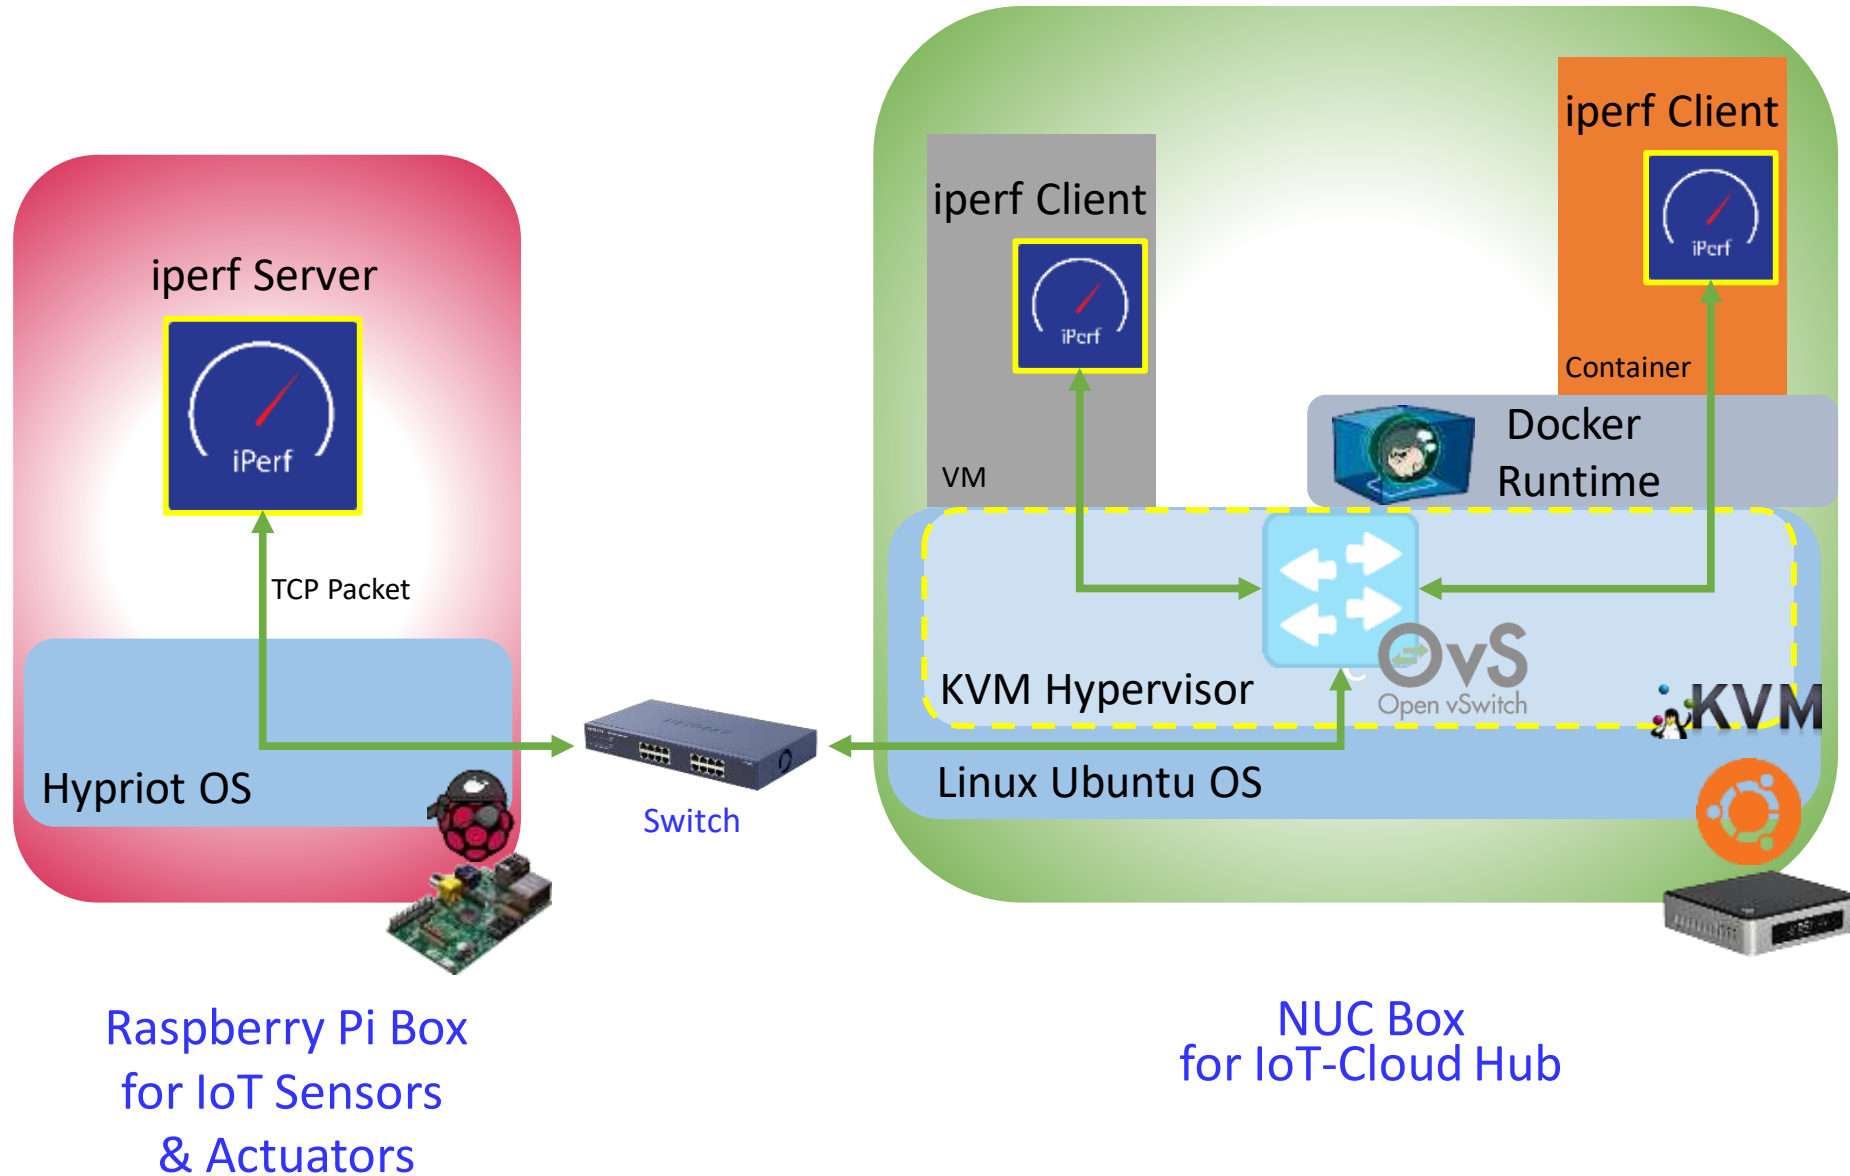 iperf Server
iPerf
TCP Packet
Hypriot OS
Raspberry Pi Box
for IoT Sensors
& Actuators
Switch
iperf Client
iPerf
VM
iperf Client
iPerf
Container
Docker
Runtime
KVM Hypervisor
OvS
Open vSwitch
KVM
Linux Ubuntu OS
NUC Box
for IoT-Cloud Hub